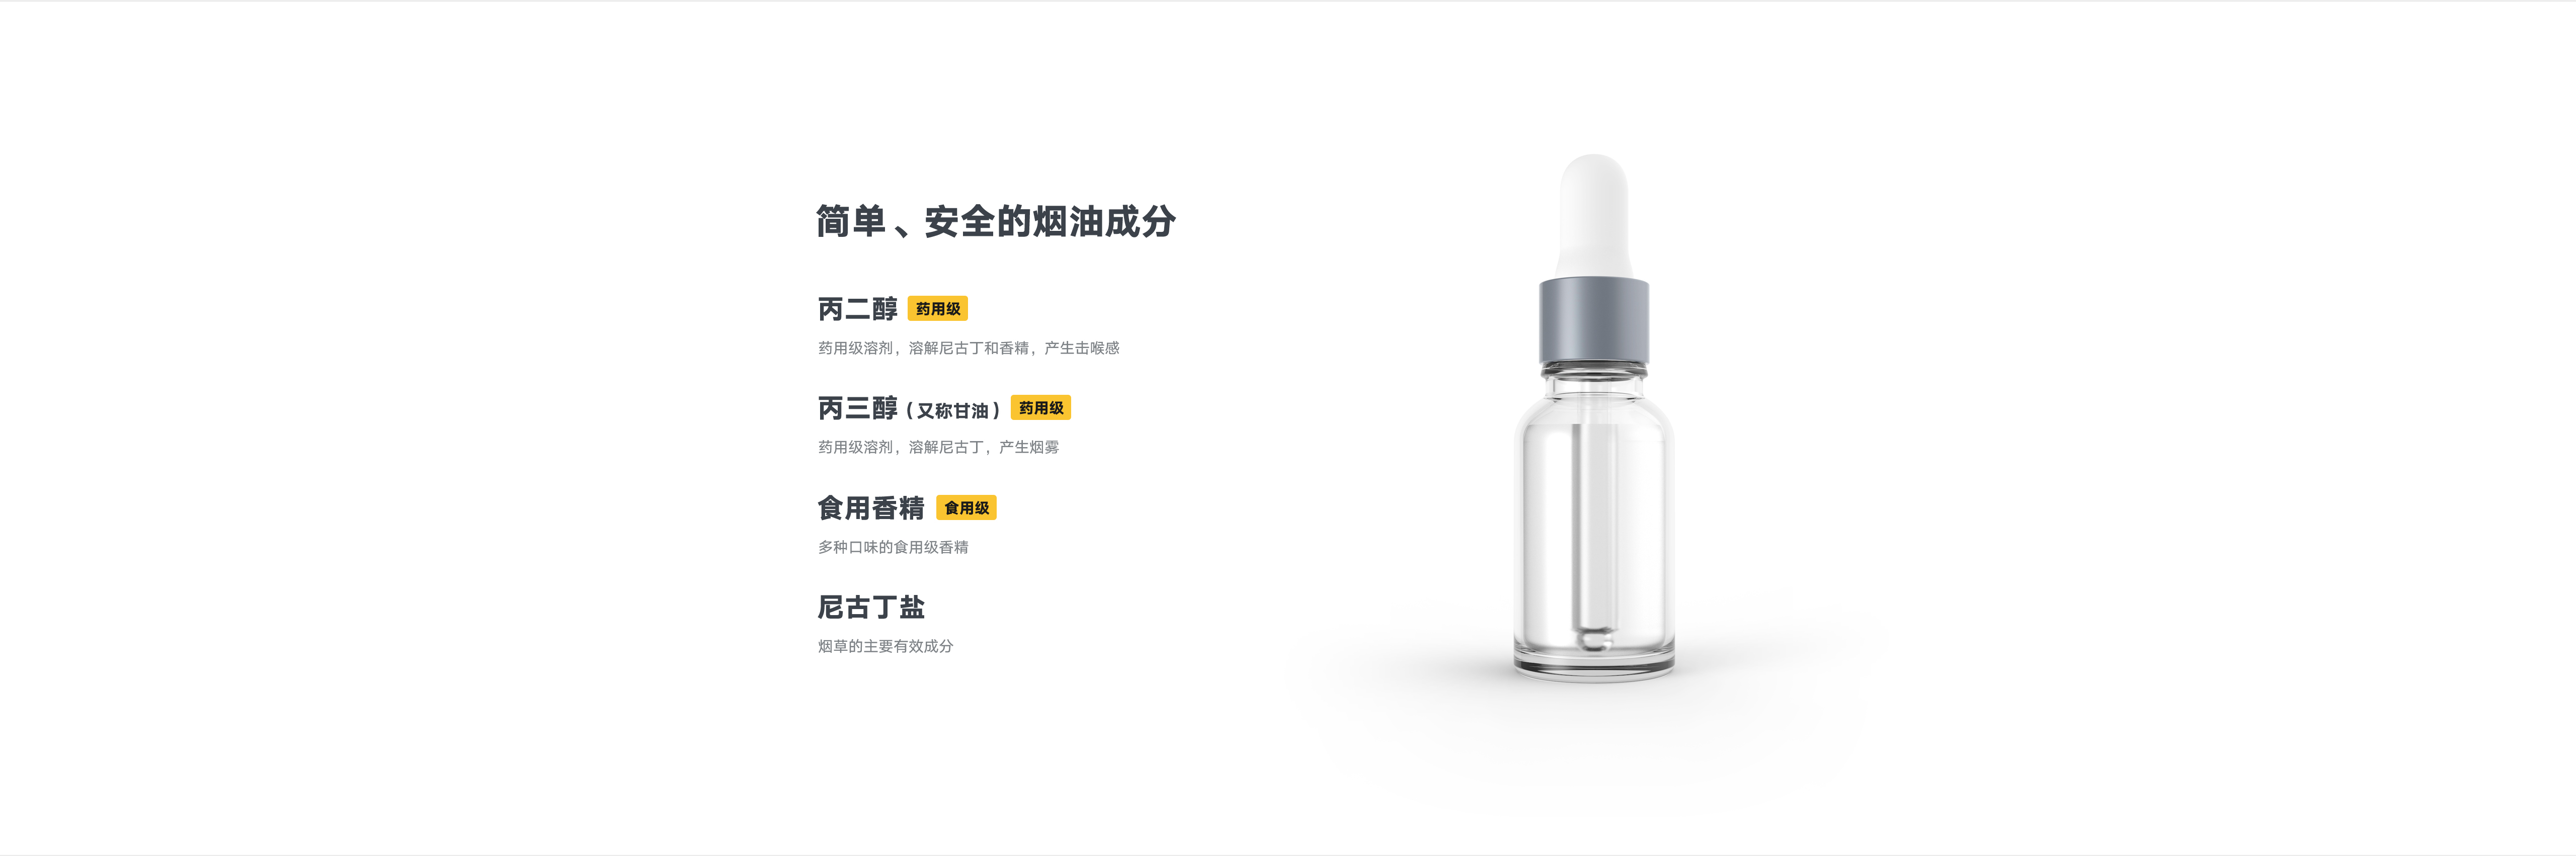 简单、安全的烟油成分
丙二醇 药用级
药用级溶剂，溶解尼古丁和香精，产生击喉感
丙三醇（又称甘油） 药用级
药用级溶剂，溶解尼古丁，产生烟雾
食用香精 食用级
多种口味的食用级香精
尼古丁盐
烟草的主要有效成分